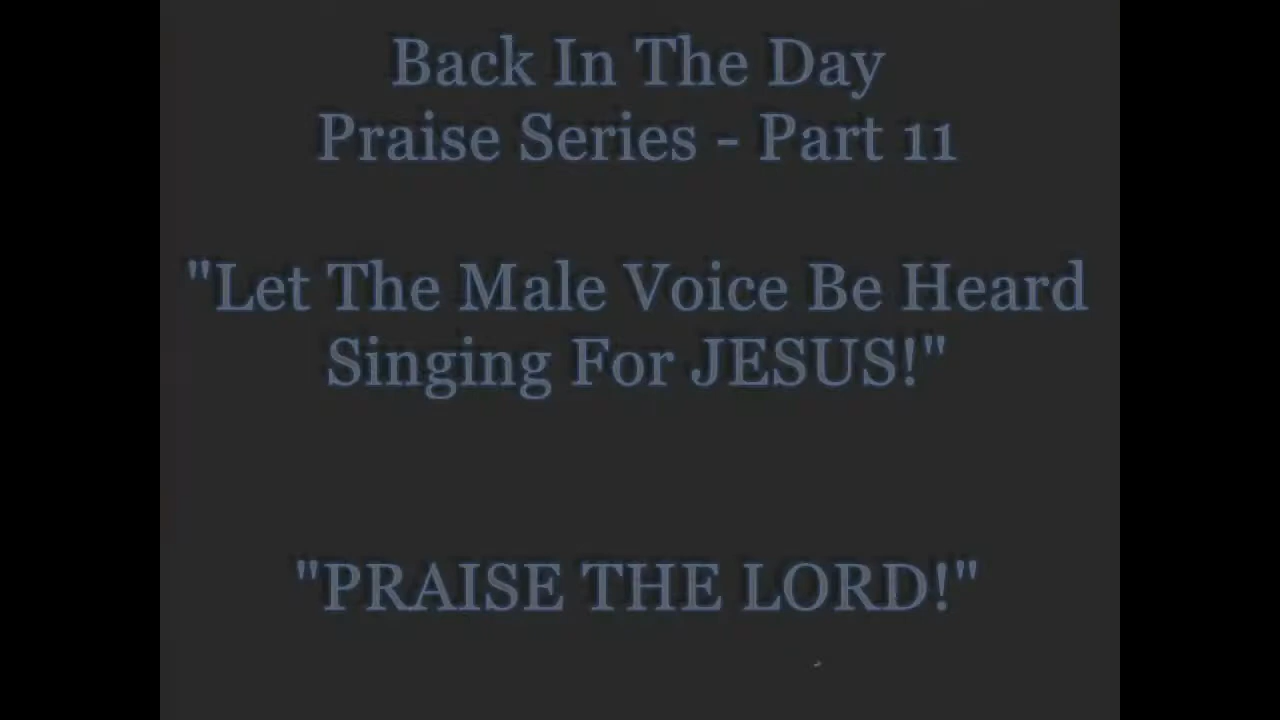 Back In The Day
Praise Series - Part 11
"Let The Male Voice Be Heard
Singing For JESUS!"
"PRAISE THE LORD!"